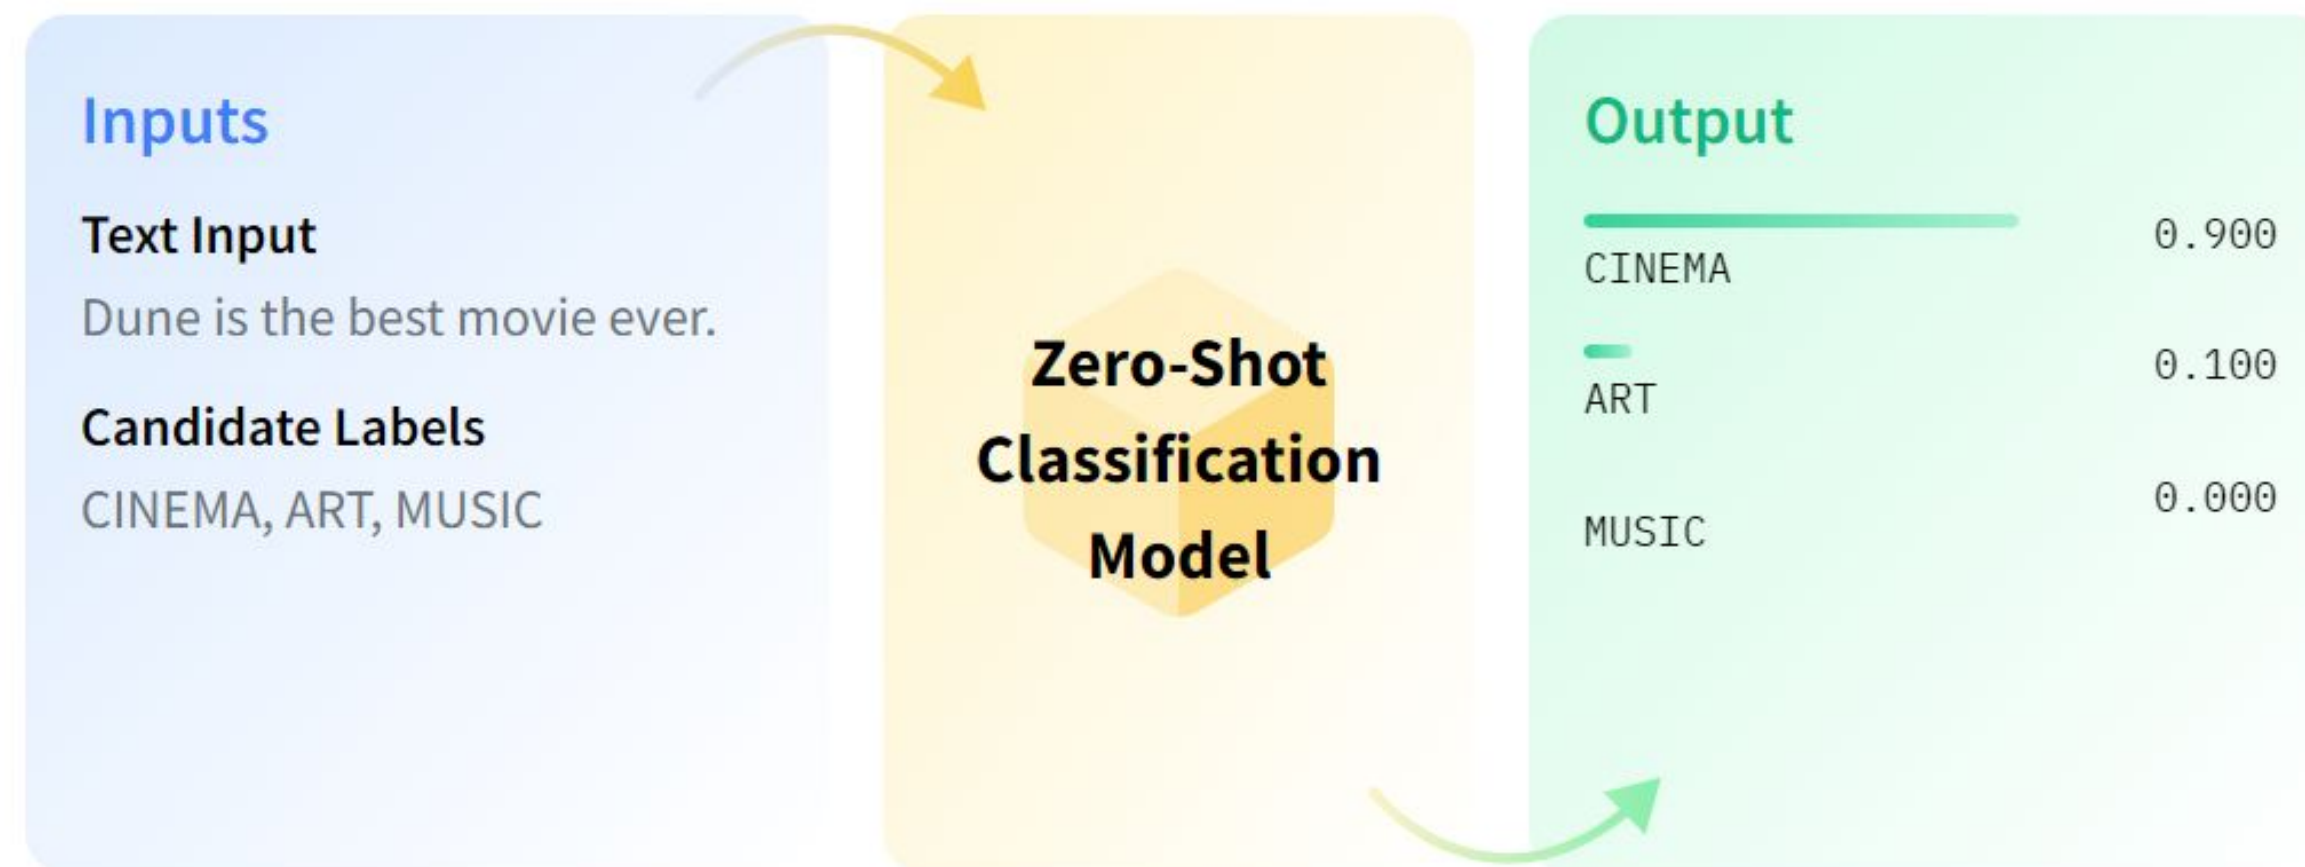 Inputs
Text Input
Dune is the best movie ever.
Candidate Labels
CINEMA, ART, MUSIC
Zero-Shot
Classification
Model
Output
CINEMA 0.900
ART 0.100
MUSIC 0.000